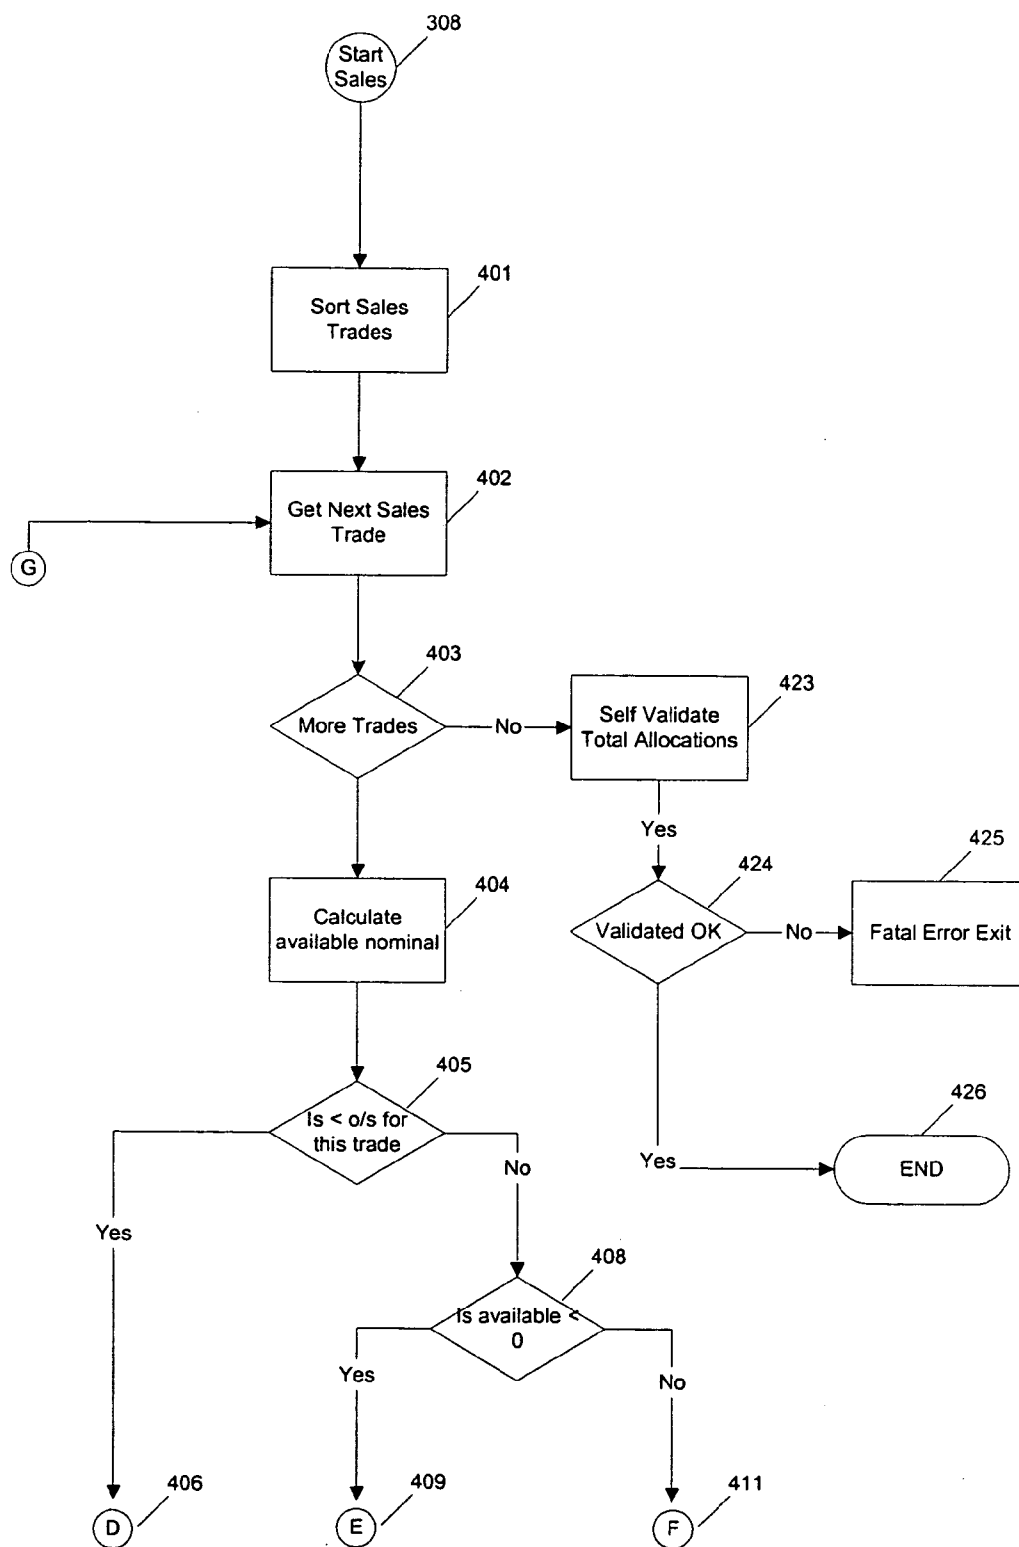 308
Start
Sales
401
Sort Sales
Trades
402
Get Next Sales
Trade
G
403
More Trades
No
423
Self Validate
Total Allocations
Yes
424
Validated OK
No
425
Fatal Error Exit
404
Calculate
available nominal
405
Is < o/s for
this trade
No
Yes
426
END
Yes
408
Is available <
0
Yes
No
406
D
409
E
411
F